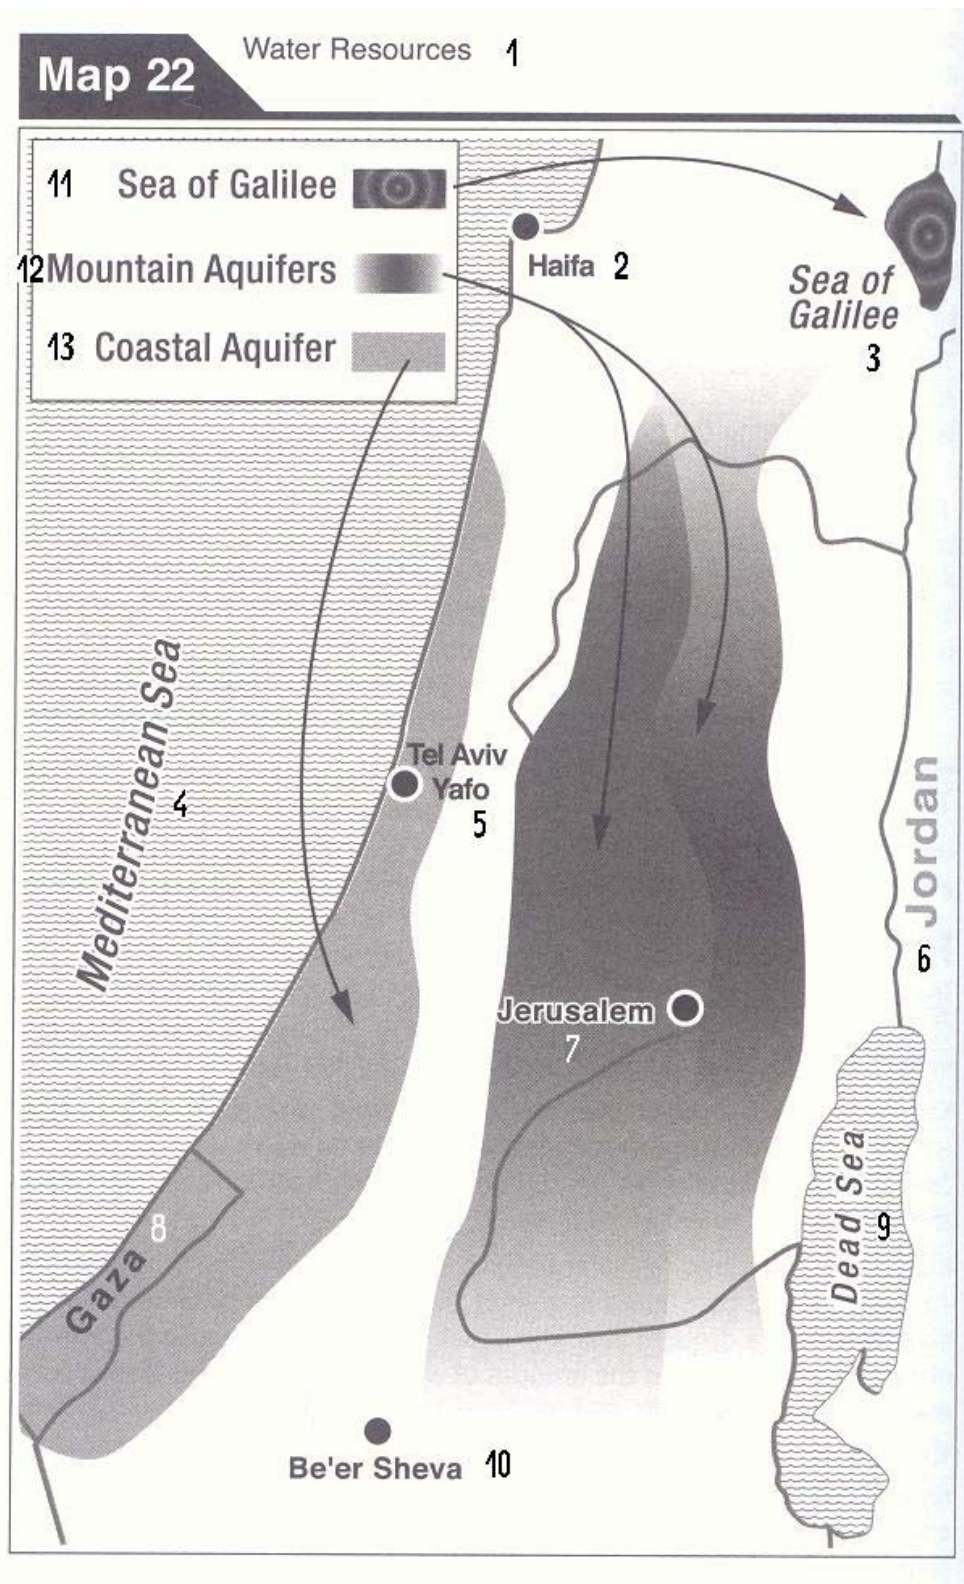 Map 22
Water Resources 1
11 Sea of Galilee
12 Mountain Aquifers
13 Coastal Aquifer
Haifa 2
Sea of
Galilee
3
Mediterranean Sea
4
Tel Aviv
Yafo
5
Jordan
6
Jerusalem
7
8
Gaza
Dead Sea
9
Be'er Sheva 10